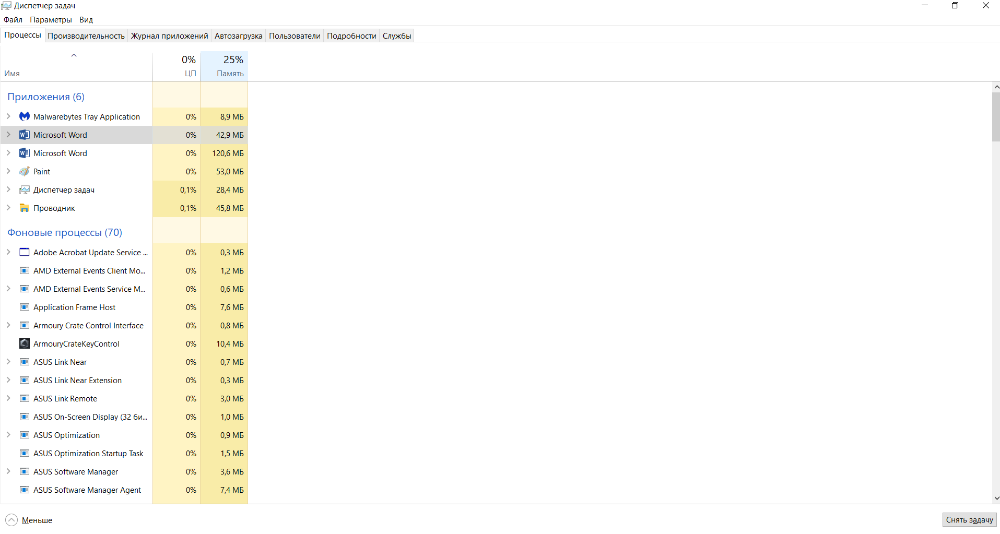 Диспетчер задач
Файл Параметры Вид
Процессы Производительность Журнал приложений Автозагрузка Пользователи Подробности Службы
0% 25%
Имя ЦП Память
Приложения (6)
Malwarebytes Tray Application 0% 8,9 МБ
Microsoft Word 0% 42,9 МБ
Microsoft Word 0% 120,6 МБ
Paint 0% 53,0 МБ
Диспетчер задач 0,1% 28,4 МБ
Проводник 0,1% 45,8 МБ
Фоновые процессы (70)
Adobe Acrobat Update Service ... 0% 0,3 МБ
AMD External Events Client Mo... 0% 1,2 МБ
AMD External Events Service M... 0% 0,6 МБ
Application Frame Host 0% 7,6 МБ
Armoury Crate Control Interface 0% 0,8 МБ
ArmouryCrateKeyControl 0% 10,4 МБ
ASUS Link Near 0% 0,7 МБ
ASUS Link Near Extension 0% 0,3 МБ
ASUS Link Remote 0% 3,0 МБ
ASUS On-Screen Display (32 би... 0% 1,0 МБ
ASUS Optimization 0% 0,9 МБ
ASUS Optimization Startup Task 0% 1,5 МБ
ASUS Software Manager 0% 3,6 МБ
ASUS Software Manager Agent 0% 7,4 МБ
Меньше Снять задачу